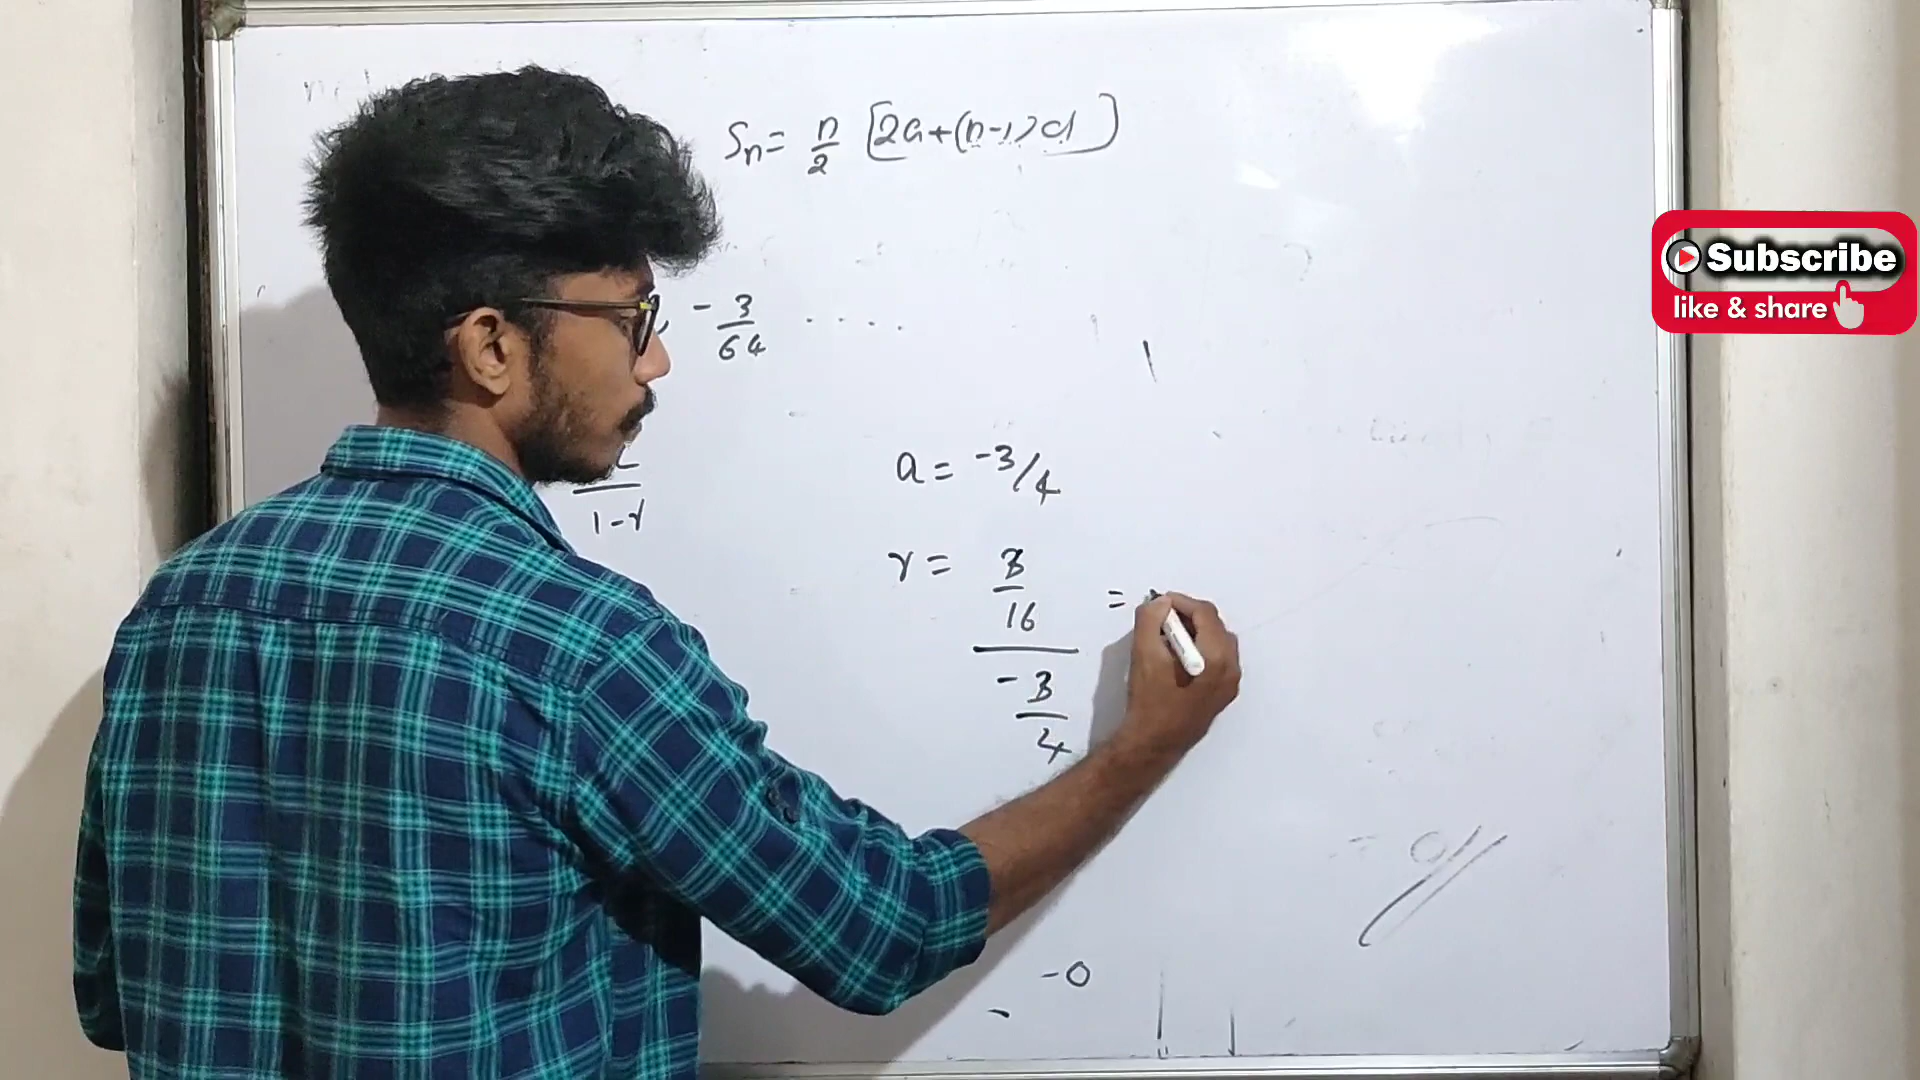 Sn = n/2 [2a+(n-1)d]
, - 3/64 ....
a = -3/4
1-r
r = 3/16 / -3/4 =
-0
Subscribe
like & share